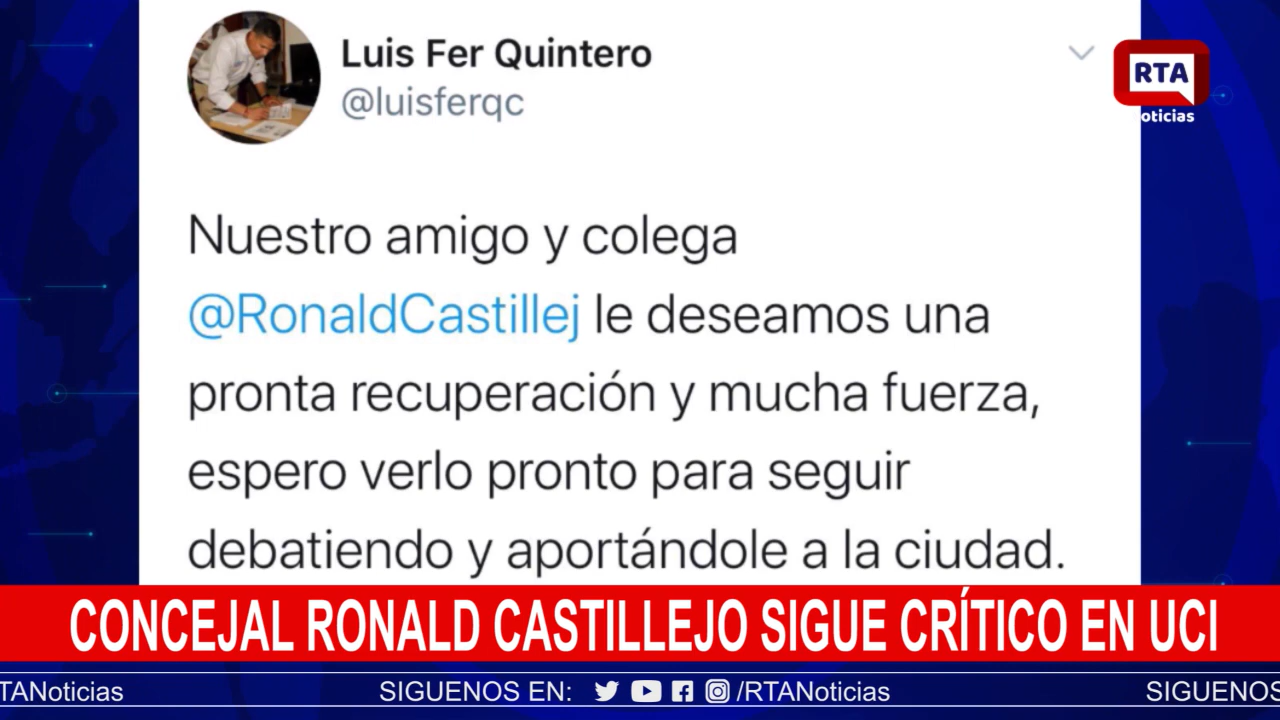 Luis Fer Quintero
@luisferqc
RTA
oticias
Nuestro amigo y colega
@RonaldCastillej le deseamos una
pronta recuperación y mucha fuerza,
espero verlo pronto para seguir
debatiendo y aportándole a la ciudad.
CONCEJAL RONALD CASTILLEJO SIGUE CRÍTICO EN UCI
TANoticias SIGUENOS EN: /RTANoticias SIGUENOS